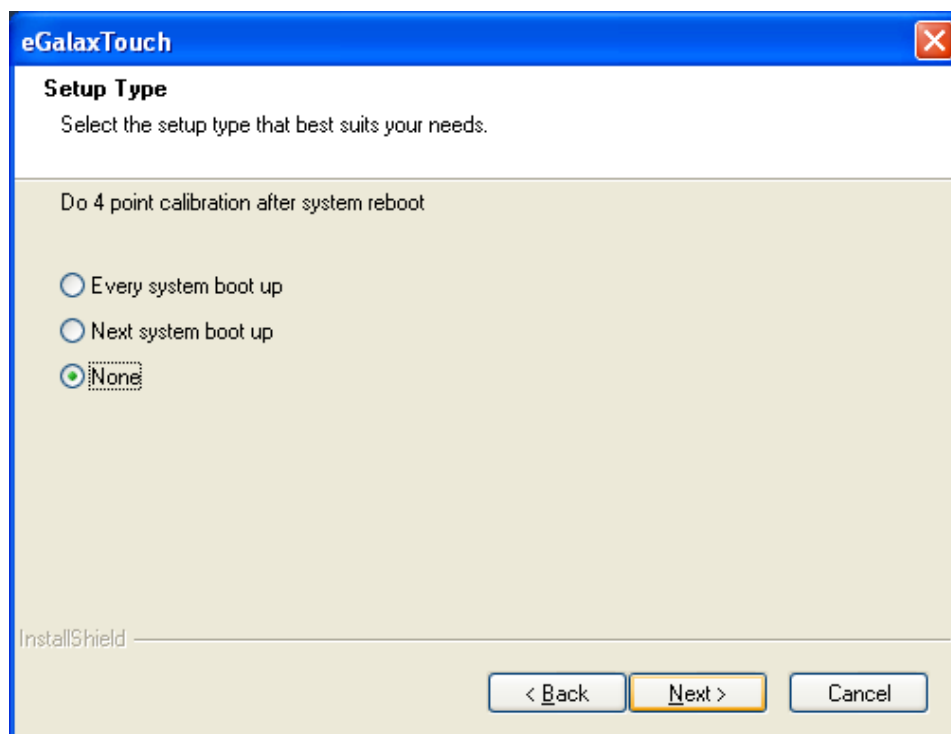 eGalaxTouch
Setup Type
Select the setup type that best suits your needs.
Do 4 point calibration after system reboot
Every system boot up
Next system boot up
None
InstallShield
< Back
Next >
Cancel